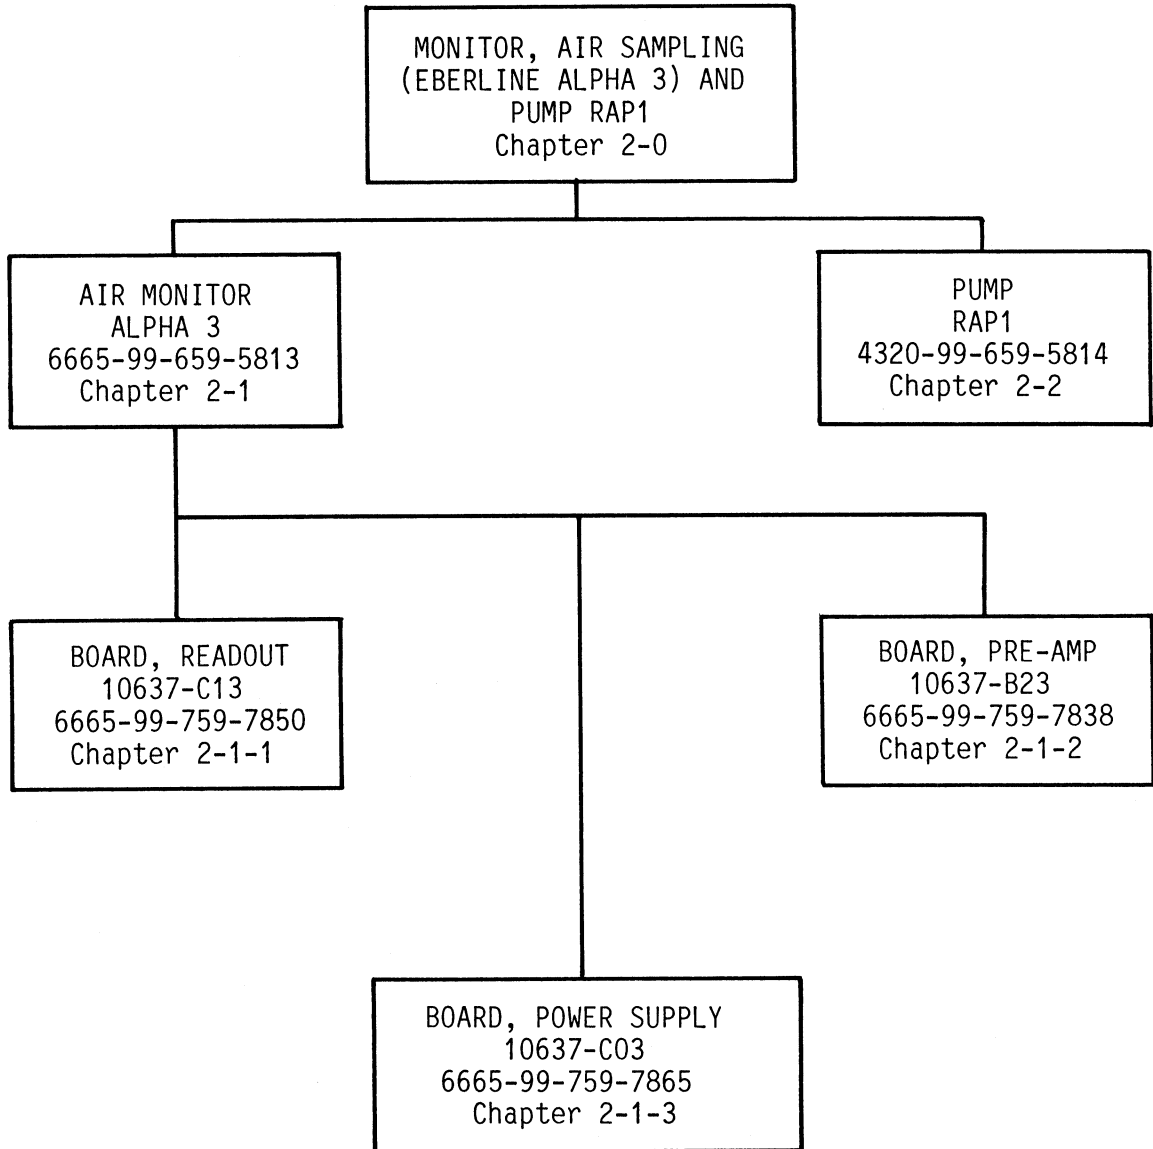 MONITOR, AIR SAMPLING
(EBERLINE ALPHA 3) AND
PUMP RAP1
Chapter 2-0
AIR MONITOR
ALPHA 3
6665-99-659-5813
Chapter 2-1
PUMP
RAP1
4320-99-659-5814
Chapter 2-2
BOARD, READOUT
10637-C13
6665-99-759-7850
Chapter 2-1-1
BOARD, PRE-AMP
10637-B23
6665-99-759-7838
Chapter 2-1-2
BOARD, POWER SUPPLY
10637-C03
6665-99-759-7865
Chapter 2-1-3